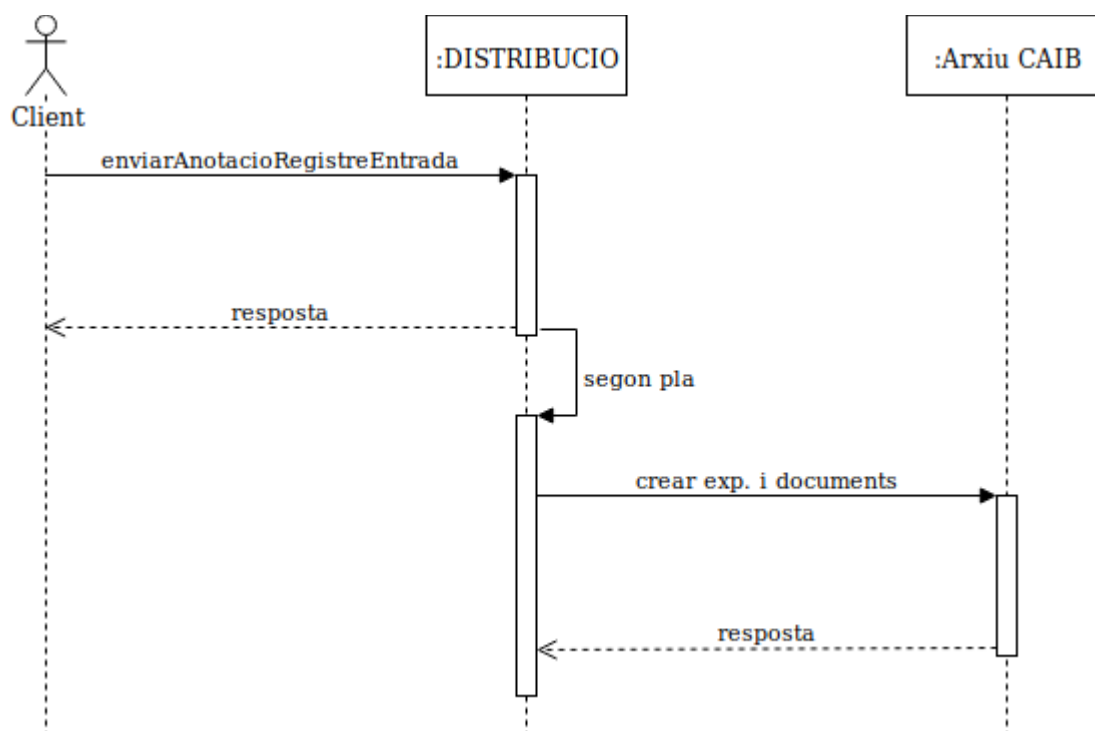 :DISTRIBUCIO
:Arxiu CAIB
Client
enviarAnotacioRegistreEntrada
resposta
segon pla
crear exp. i documents
resposta